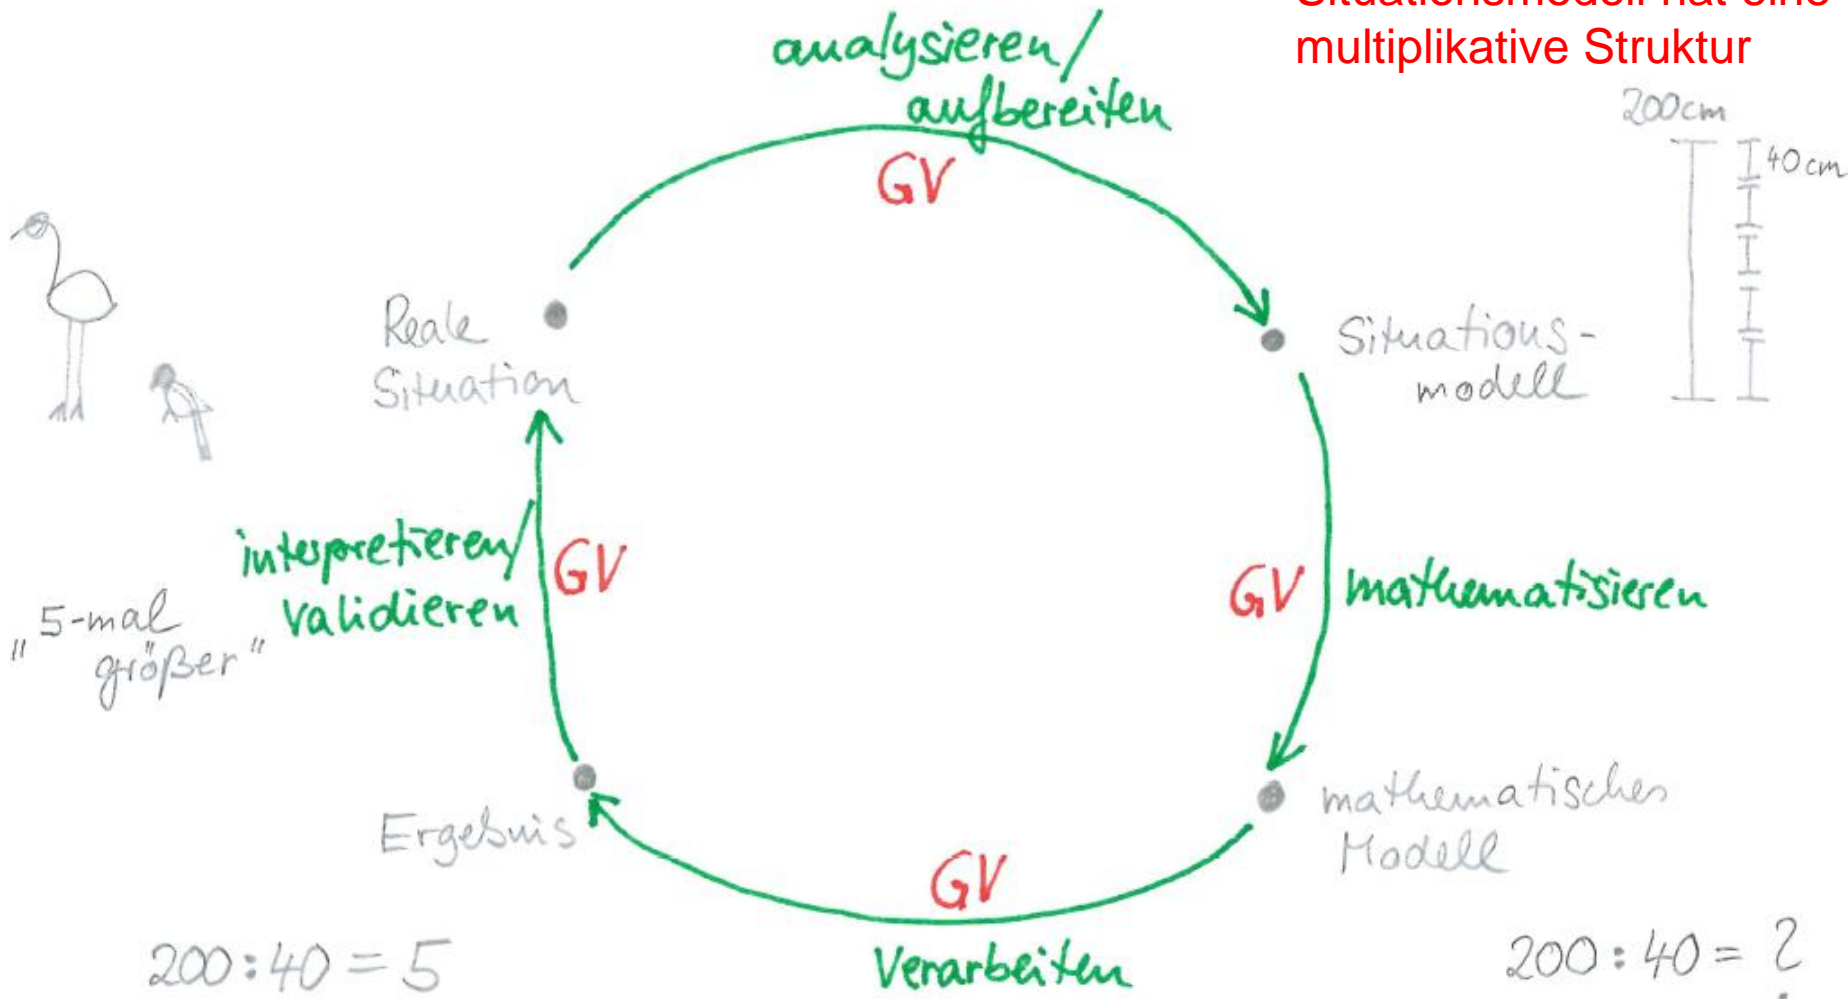 multiplikative Struktur
analysieren/
aufbereiten
GV
200cm
40cm
Reale
Situation
Situations-
modell
interpretieren/
validieren
GV
GV
mathematisieren
„5-mal
größer"
Ergebnis
mathematisches
Modell
GV
Verarbeiten
200:40=5
200:40=?